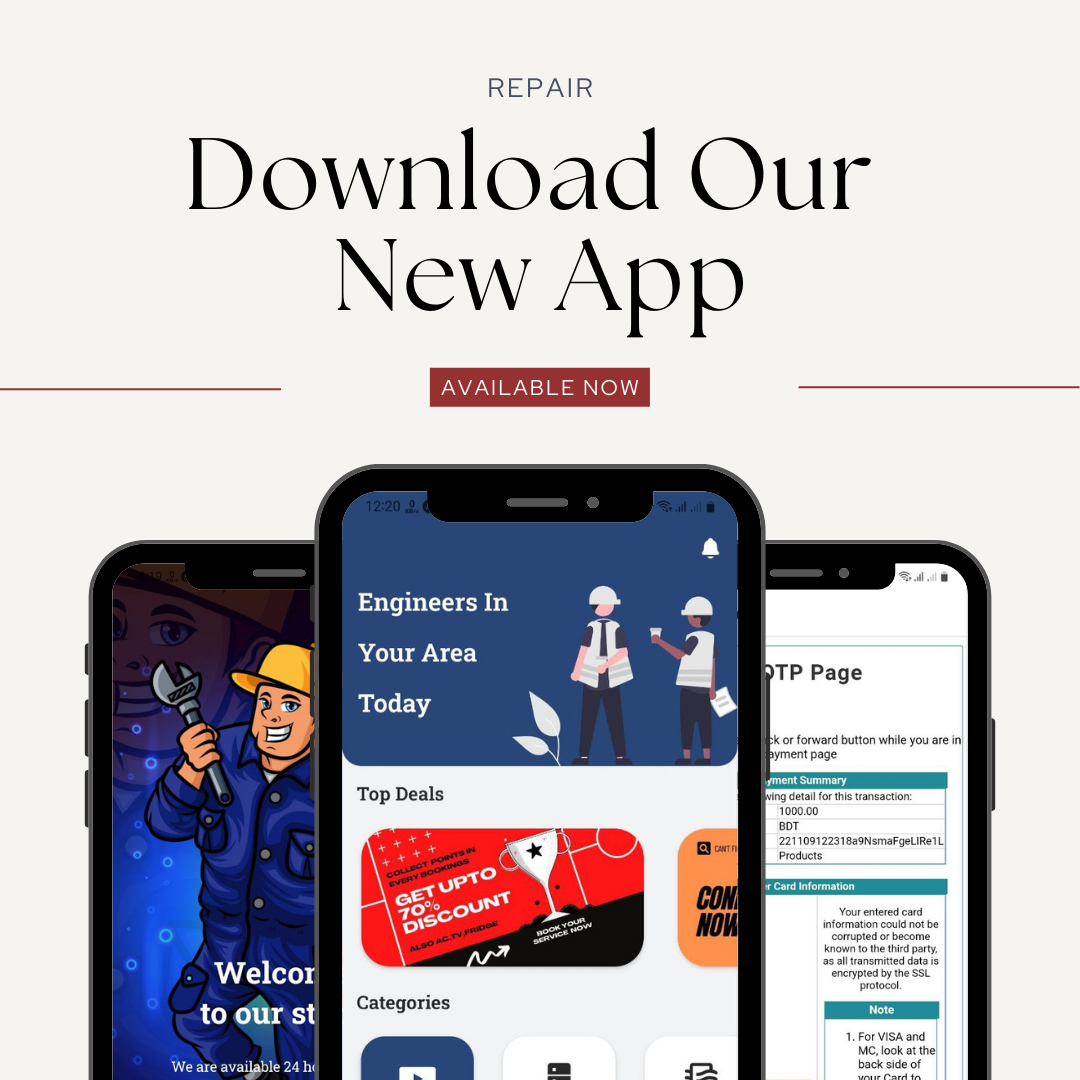 REPAIR
Download Our
New App
AVAILABLE NOW
Welcon
to our st
We are available 24 ho
12:20
Engineers In
Your Area
Today
Top Deals
COLLECT POINTS IN
EVERY BOOKINGS
GET UPTO
70%
DISCOUNT
ALSO AC,TV,FRIDGE
BOOK YOUR
SERVICE NOW
CANT
NOW
Categories
OTP Page
ck or forward button while you are in
ayment page
yment Summary
wing detail for this transaction:
1000.00
BDT
221109122318a9NsmaFgeLIRe1L
Products
r Card Information
Your entered card
information could not be
corrupted or become
known to the third party,
as all transmitted data is
encrypted by the SSL
protocol.
Note
1. For VISA and
MC, look at the
back side of
your Card to